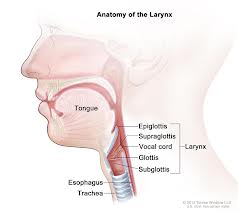 Anatomy of the Larynx
Tongue
Epiglottis
Supraglottis
Vocal cord
Larynx
Glottis
Subglottis
Esophagus
Trachea